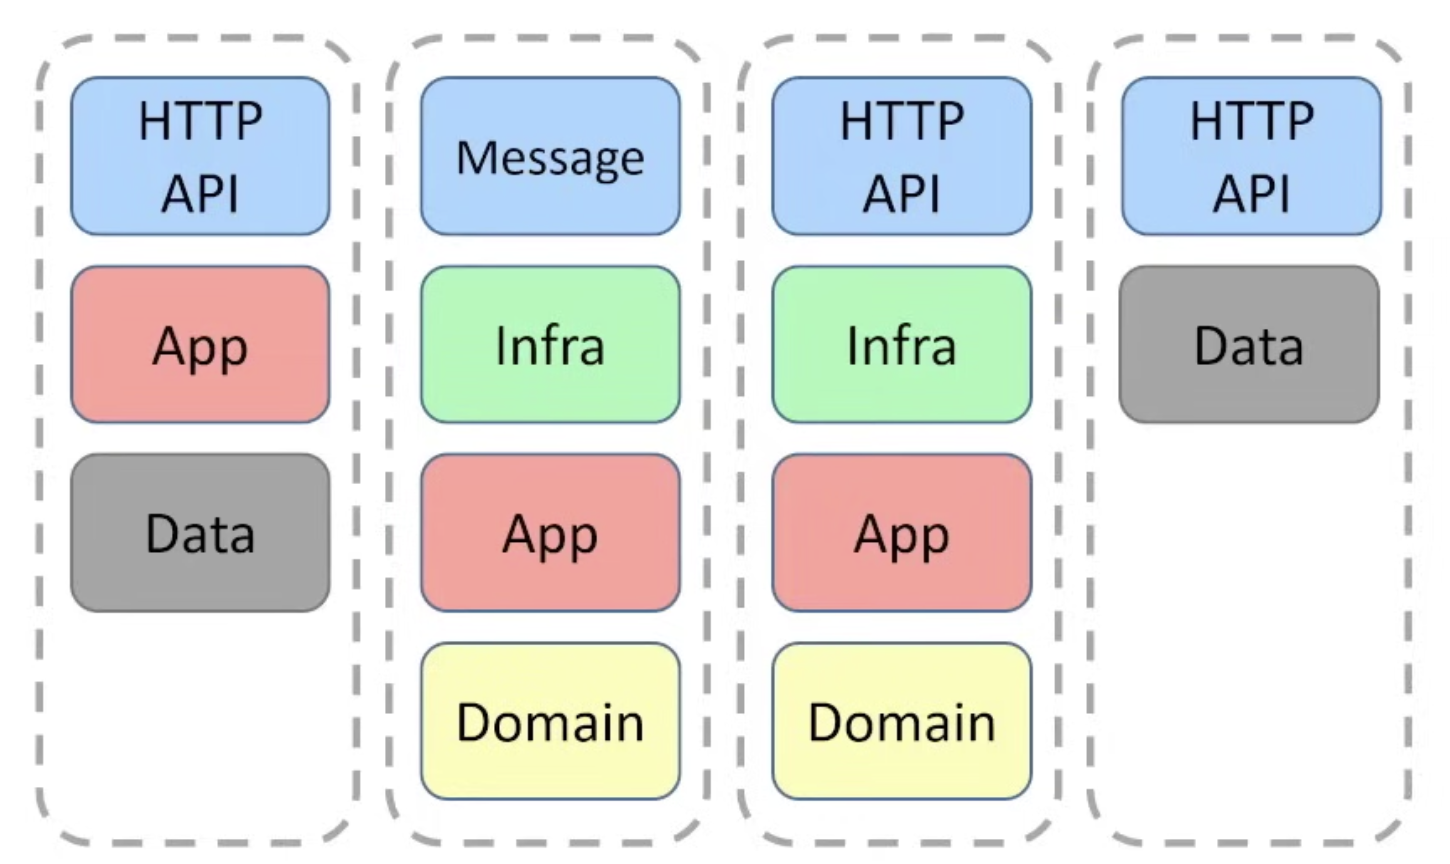 HTTP
API
App
Data
Message
Infra
App
Domain
HTTP
API
Infra
App
Domain
HTTP
API
Data